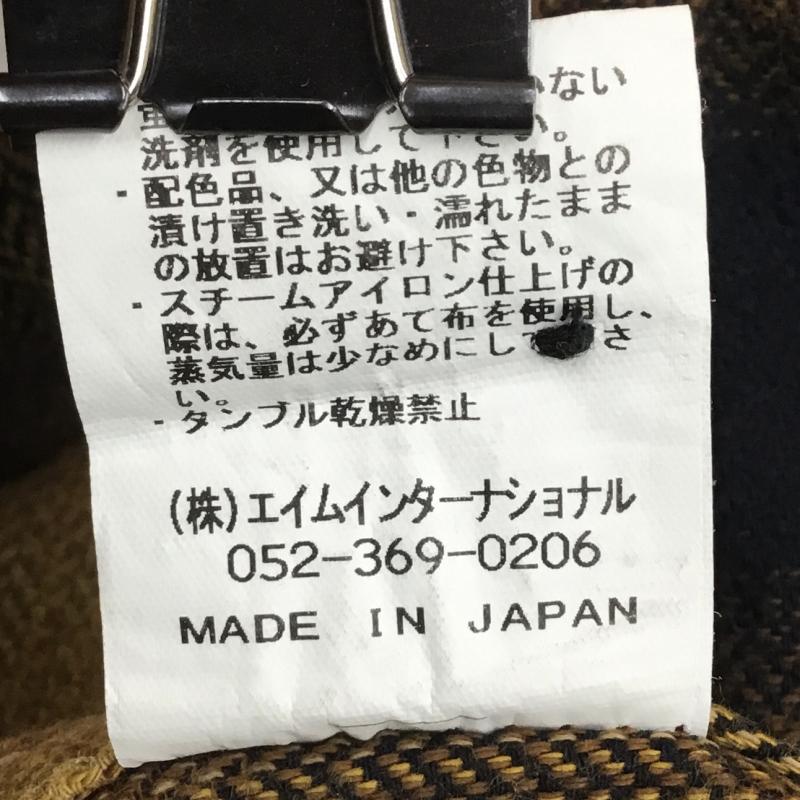 ない
洗剤を使用して下さい。
・配色品、又は他の色物との
漬け置き洗い・濡れたまま
の放置はお避け下さい。
・スチームアイロン仕上げの
際は、必ずあて布を使用し、
蒸気量は少なめにして さ
い。
・タンブル乾燥禁止
(株)エイムインターナショナル
052-369-0206
MADE IN JAPAN